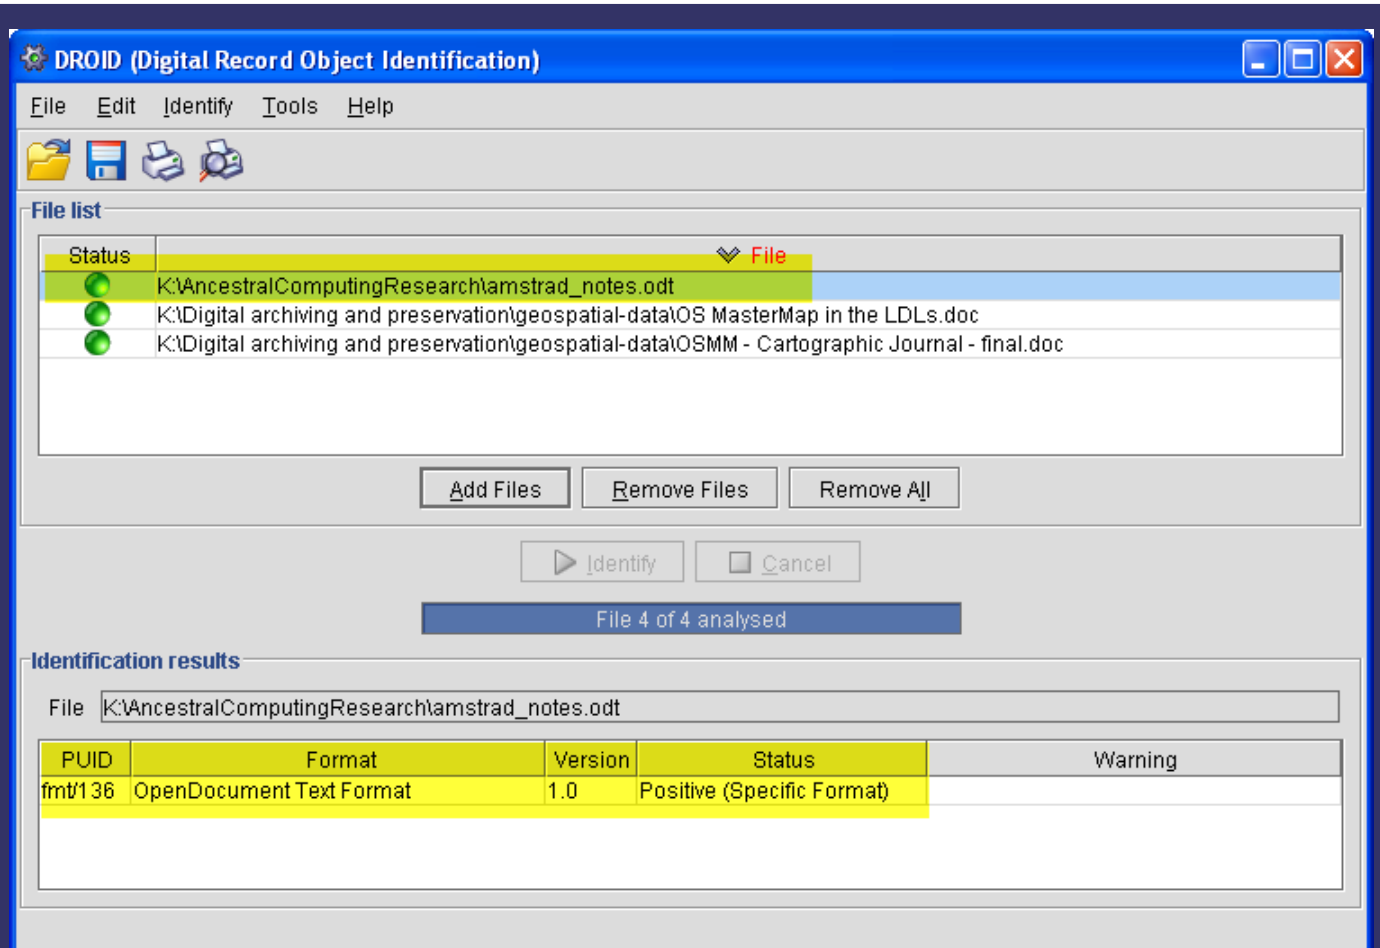 DROID (Digital Record Object Identification)
File Edit Identify Tools Help
File list
Status File
K:\AncestralComputingResearch\amstrad_notes.odt
K:\Digital archiving and preservation\geospatial-data\OS MasterMap in the LDLs.doc
K:\Digital archiving and preservation\geospatial-data\OSMM - Cartographic Journal - final.doc
Add Files Remove Files Remove All
Identify Cancel
File 4 of 4 analysed
Identification results
File K:\AncestralComputingResearch\amstrad_notes.odt
PUID Format Version Status Warning
fmt/136 OpenDocument Text Format 1.0 Positive (Specific Format)